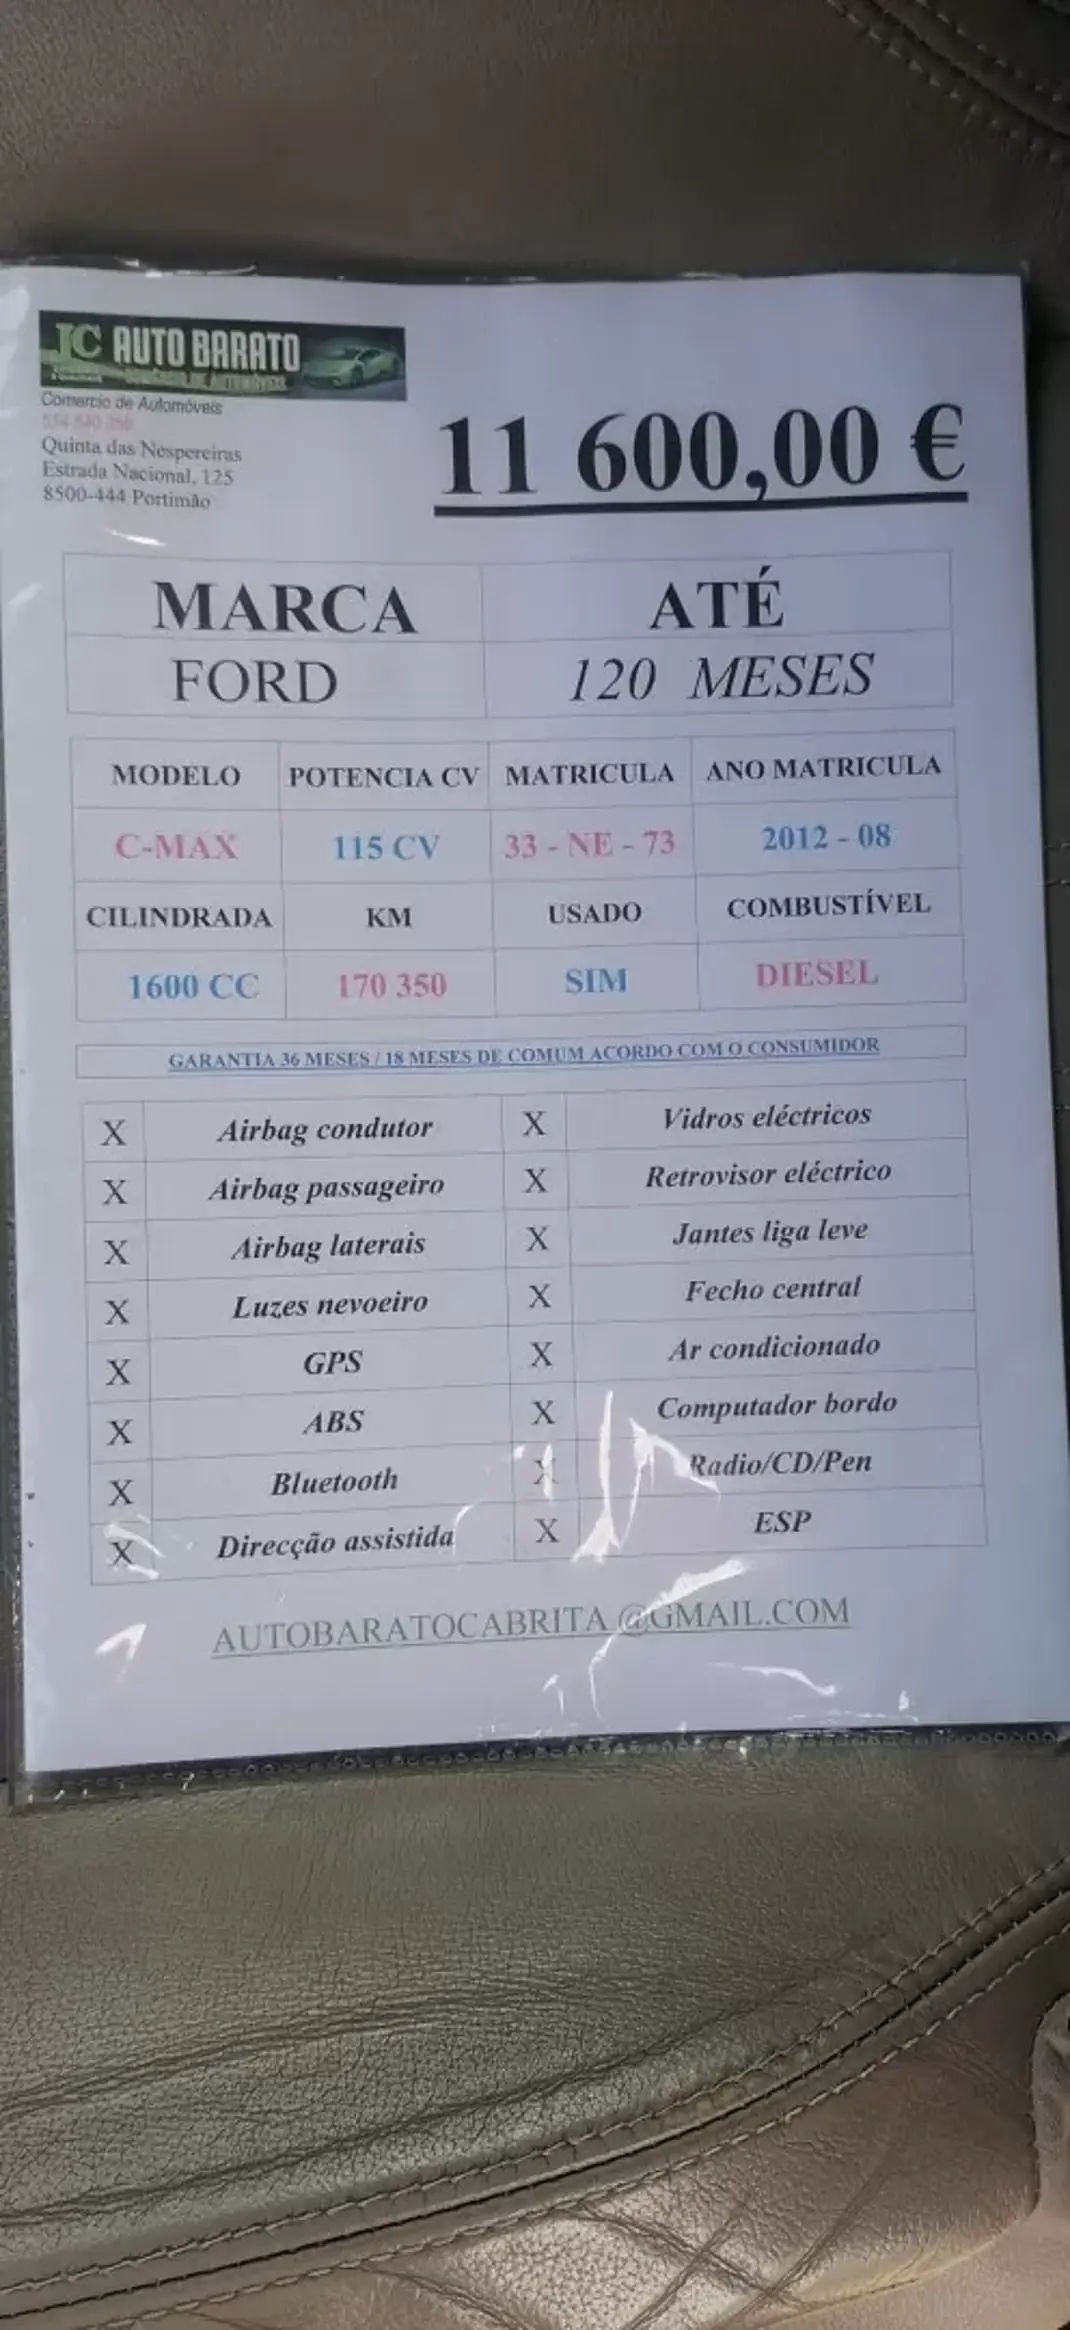 JC AUTO BARATO
Comercio de Automóveis
Quinta das Nespereiras
Estrada Nacional, 125
8500-444 Portimão
11 600,00 €
MARCA ATÉ
FORD 120 MESES
MODELO POTENCIA CV MATRICULA ANO MATRICULA
C-MAX 115 CV 33 - NE - 73 2012 - 08
CILINDRADA KM USADO COMBUSTÍVEL
1600 CC 170 350 SIM DIESEL
GARANTIA 36 MESES / 18 MESES DE COMUM ACORDO COM O CONSUMIDOR
X Airbag condutor X Vidros eléctricos
X Airbag passageiro X Retrovisor eléctrico
X Airbag laterais X Jantes liga leve
X Luzes nevoeiro X Fecho central
X GPS X Ar condicionado
X ABS X Computador bordo
X Bluetooth X Radio/CD/Pen
X Direcção assistida X ESP
AUTOBARATOCABRITA @GMAIL.COM